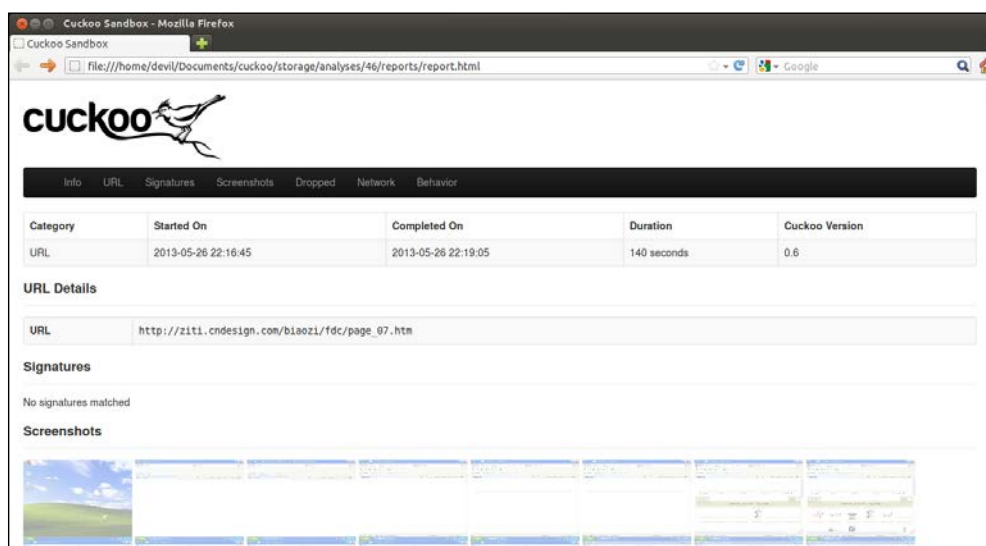 Cuckoo Sandbox - Mozilla Firefox
Cuckoo Sandbox
file:///home/devil/Documents/cuckoo/storage/analyses/46/reports/report.html
Google
cuckoo
Info URL Signatures Screenshots Dropped Network Behavior
Category Started On Completed On Duration Cuckoo Version
URL 2013-05-26 22:16:45 2013-05-26 22:19:05 140 seconds 0.6
URL Details
URL http://ziti.cndesign.com/biaozi/fdc/page_07.htm
Signatures
No signatures matched
Screenshots